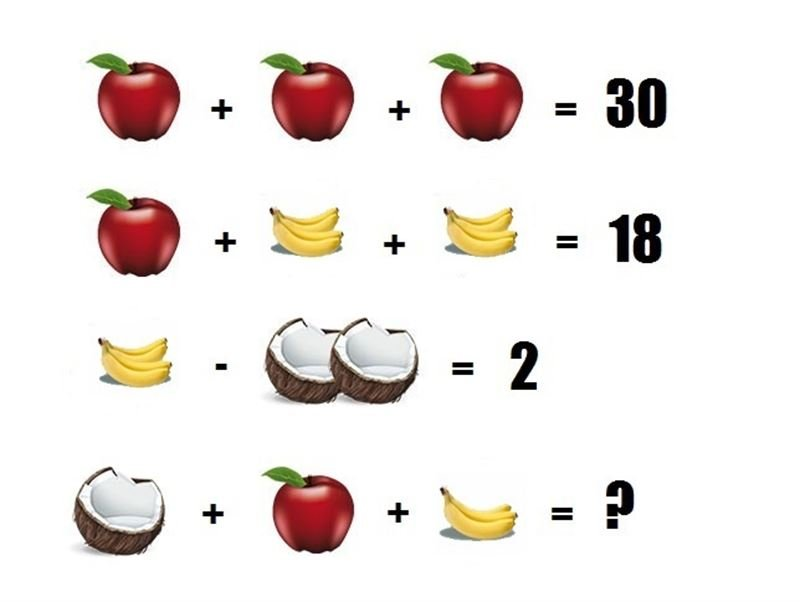 + + = 30
+ + = 18
- = 2
+ + = ?